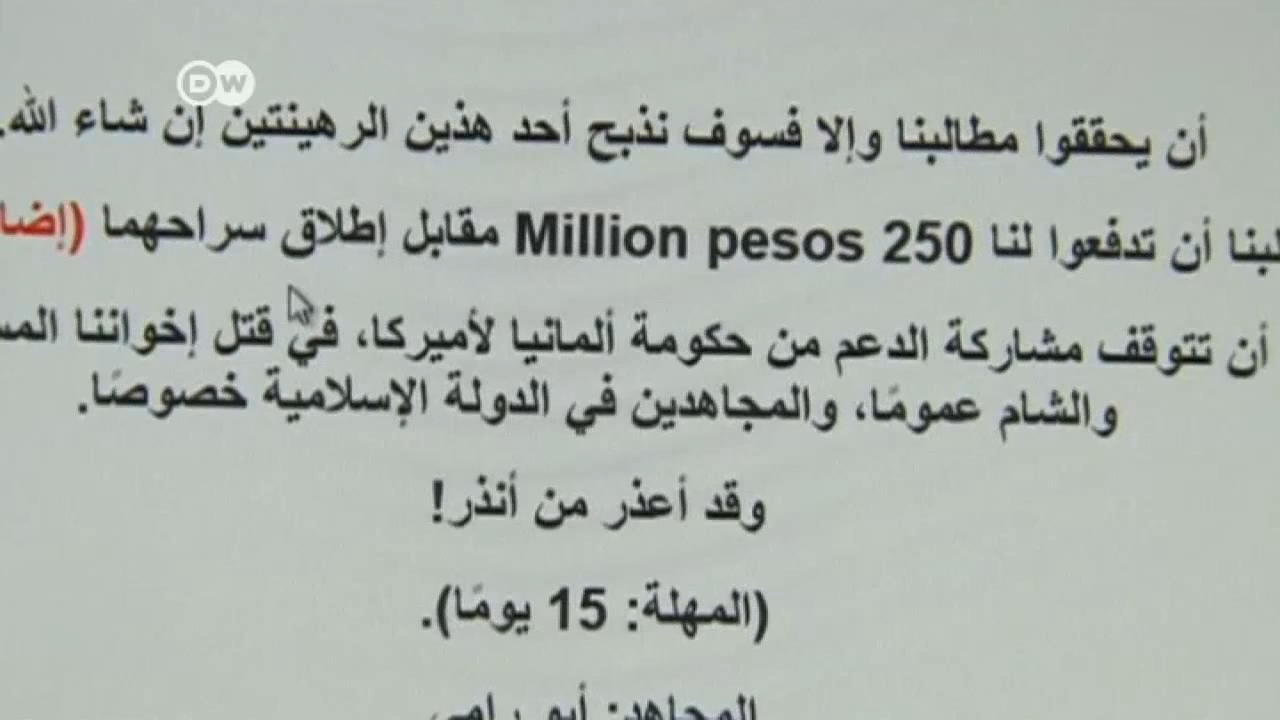 DW
أن يحققوا مطالبنا وإلا فسوف نذبح أحد هذين الرهينتين إن شاء الله.
أن تدفعوا لنا 250 Million pesos مقابل إطلاق سراحهما
أن تتوقف مشاركة الدعم من حكومة ألمانيا لأميركا، في قتل إخواننا
والشام عمومًا، والمجاهدين في الدولة الإسلامية خصوصًا.
وقد أعذر من أنذر!
(المهلة: 15 يومًا).